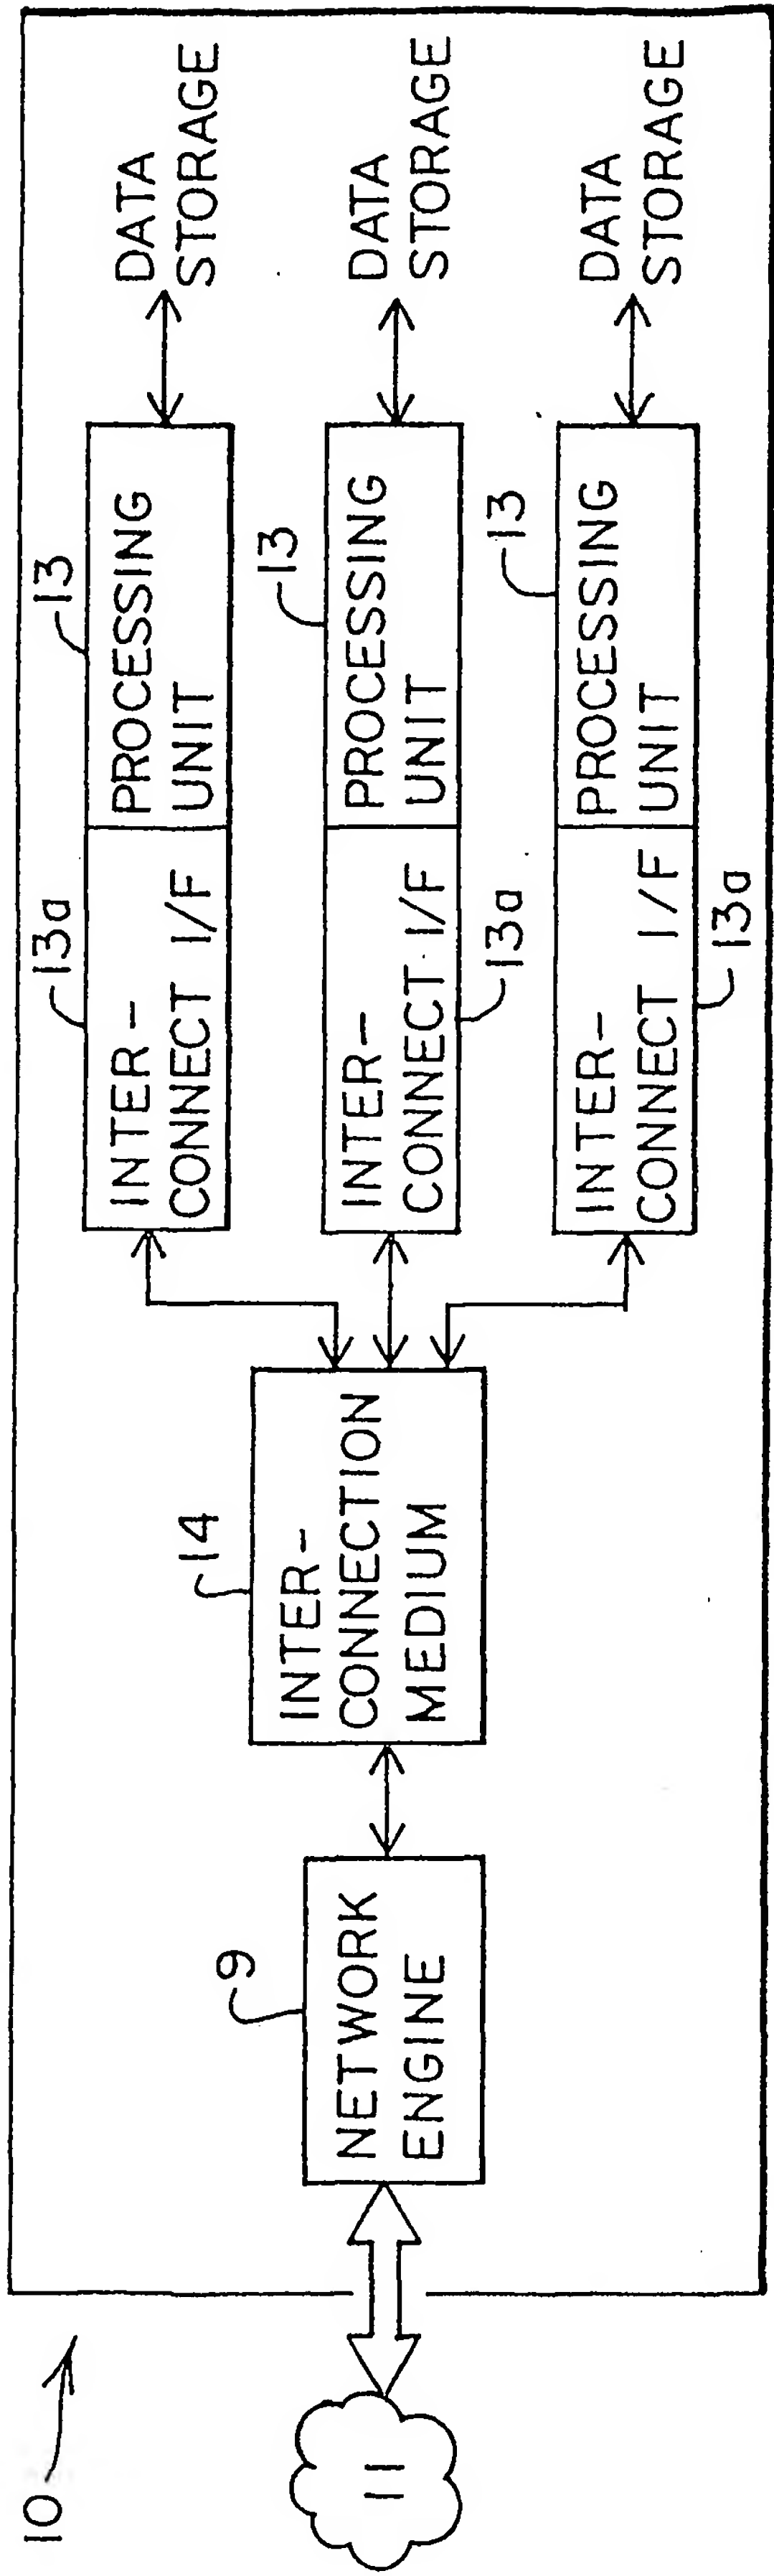 10
11
9
NETWORK
ENGINE
14
INTER-
CONNECTION
MEDIUM
13a
13
INTER-
CONNECT I/F
PROCESSING
UNIT
DATA
STORAGE
13
INTER-
CONNECT I/F
PROCESSING
UNIT
DATA
STORAGE
13a
13
INTER-
CONNECT I/F
PROCESSING
UNIT
DATA
STORAGE
13a